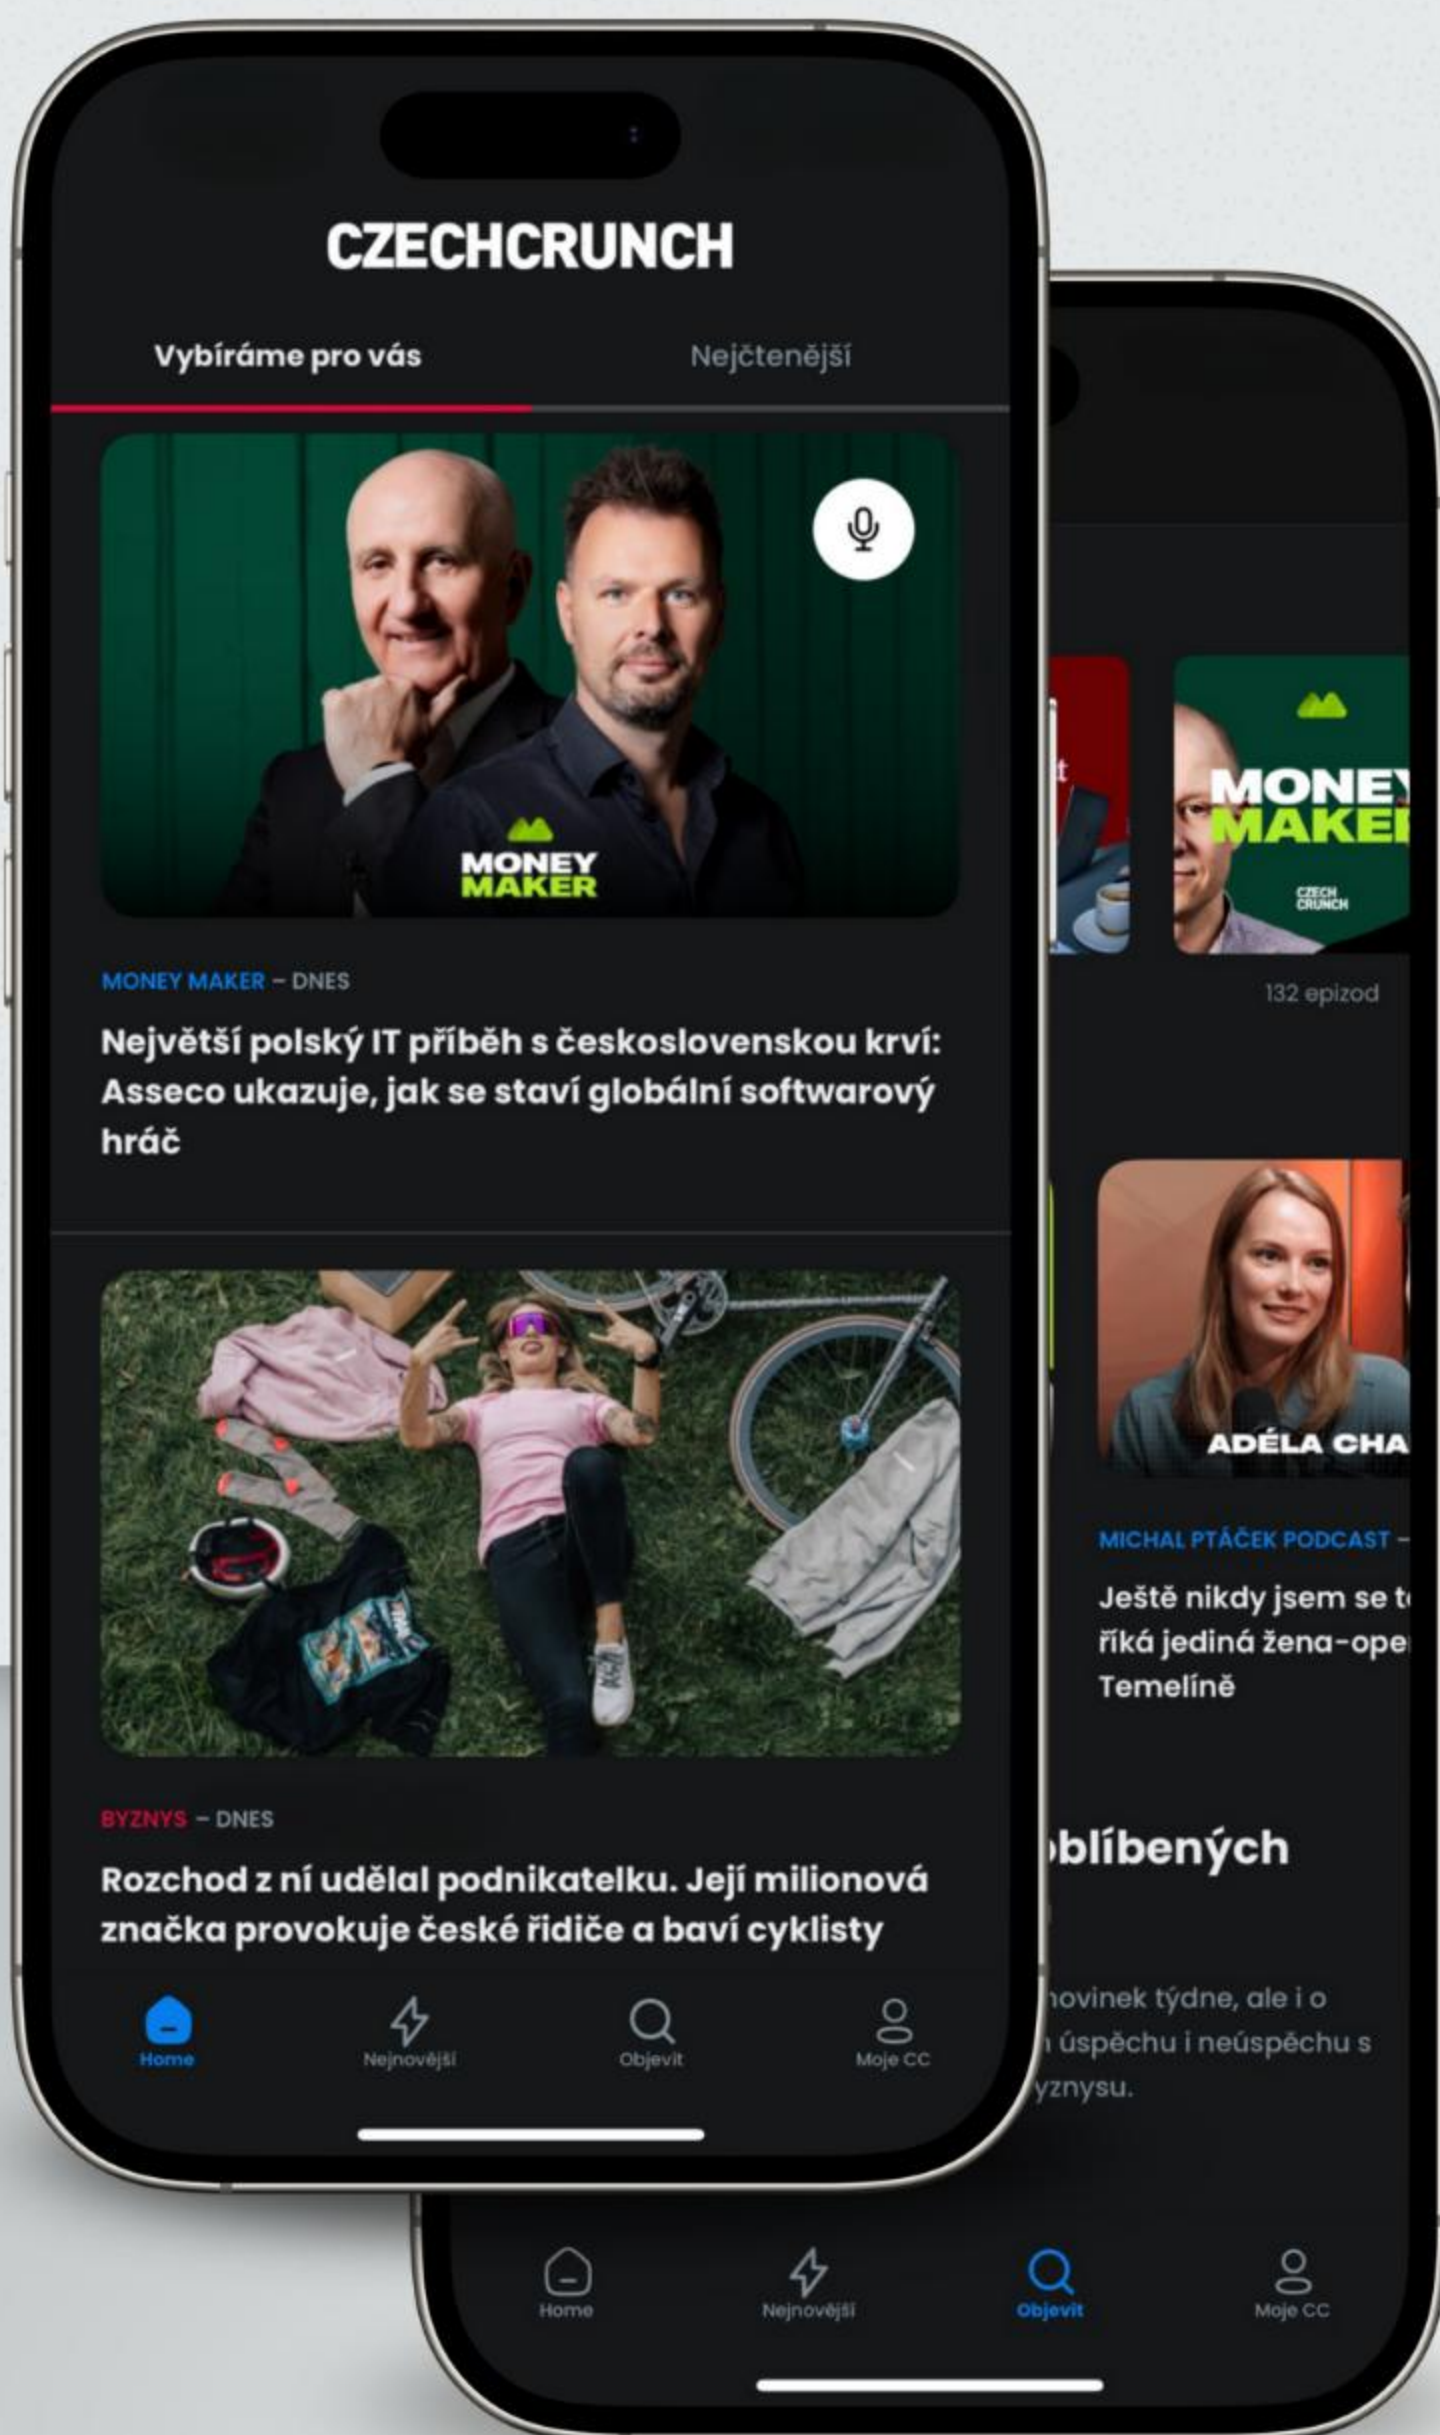 CZECHCRUNCH
Vybíráme pro vás
Nejčtenější
MONEY
MAKER
MONEY MAKER – DNES
Největší polský IT příběh s československou krví:
Asseco ukazuje, jak se staví globální softwarový
hráč
BYZNYS – DNES
Rozchod z ní udělal podnikatelku. Její milionová
značka provokuje české řidiče a baví cyklisty
Home
Nejnovější
Objevit
Moje CC
MONEY
MAKER
CZECH
CRUNCH
132 epizod
ADÉLA CHA
MICHAL PTÁČEK PODCAST –
Ještě nikdy jsem se
říká jediná žena-ope
Temelíně
oblíbených
novinek týdne, ale i o
úspěchu i neúspěchu s
yznysu.
Home
Nejnovější
Objevit
Moje CC